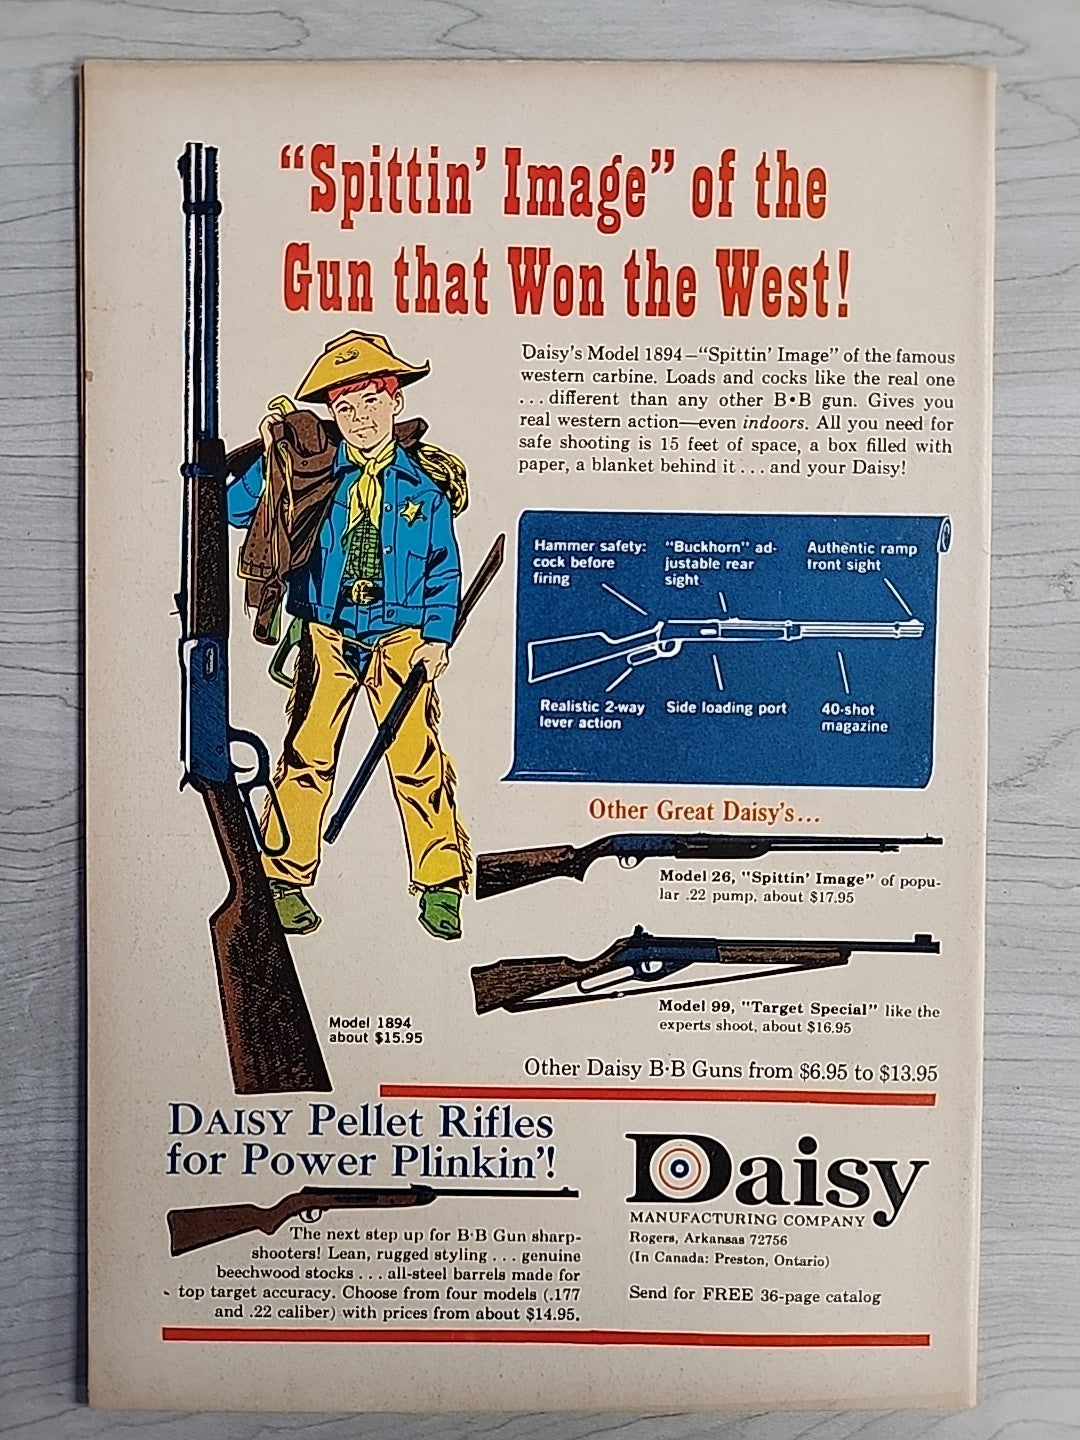 “Spittin’ Image” of the
Gun that Won the West!
Daisy's Model 1894—“Spittin’ Image” of the famous
western carbine. Loads and cocks like the real one
. . . different than any other B•B gun. Gives you
real western action—even indoors. All you need for
safe shooting is 15 feet of space, a box filled with
paper, a blanket behind it . . . and your Daisy!
Hammer safety:
cock before
firing
“Buckhorn” ad-
justable rear
sight
Authentic ramp
front sight
Realistic 2-way
lever action
Side loading port
40-shot
magazine
Other Great Daisy's...
Model 26, “Spittin’ Image” of popu-
lar .22 pump, about $17.95
Model 99, “Target Special” like the
experts shoot, about $16.95
Model 1894
about $15.95
Other Daisy B·B Guns from $6.95 to $13.95
DAISY Pellet Rifles
for Power Plinkin’!
The next step up for B·B Gun sharp-
shooters! Lean, rugged styling . . . genuine
beechwood stocks . . . all-steel barrels made for
top target accuracy. Choose from four models (.177
and .22 caliber) with prices from about $14.95.
Daisy
MANUFACTURING COMPANY
Rogers, Arkansas 72756
(In Canada: Preston, Ontario)
Send for FREE 36-page catalog